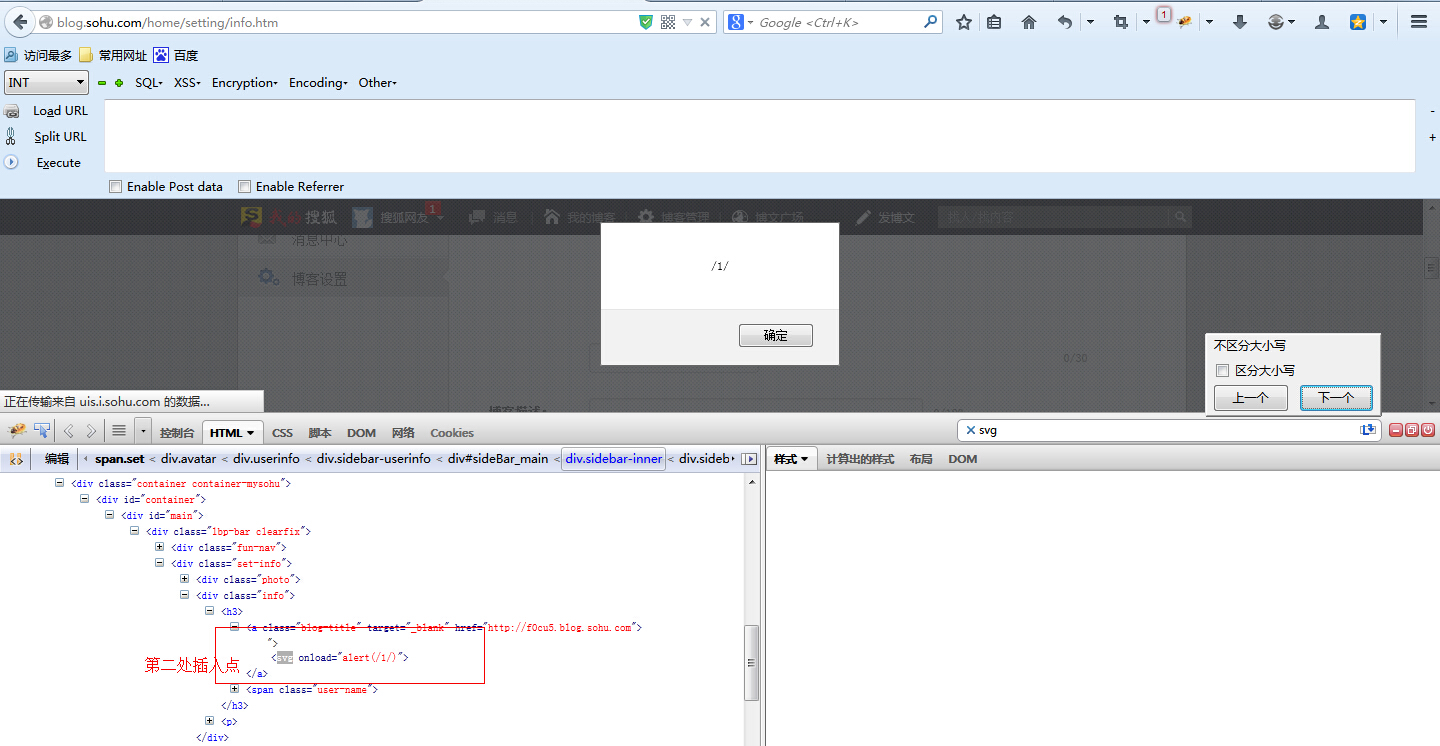 blog.sohu.com/home/setting/info.htm
Google <Ctrl+K>
1
访问最多 常用网址 百度
INT SQL XSS Encryption Encoding Other
Load URL
-
Split URL
+
Execute
Enable Post data Enable Referrer
搜狐 搜狐网友 1 消息 我的博客 博客管理 博文广场 发博文 找人/找内容
消息中心
博客设置
/1/
确定
0/30
不区分大小写
区分大小写
上一个 下一个
正在传输来自 uis.i.sohu.com 的数据...
控制台 HTML CSS 脚本 DOM 网络 Cookies
svg
编辑 span.set < div.avatar < div.userinfo < div.sidebar-userinfo < div#sideBar_main < div.sidebar-inner < div.sideb
样式 计算出的样式 布局 DOM
<div class="container container-mysohu">
<div id="container">
<div id="main">
<div class="lbp-bar clearfix">
<div class="fun-nav">
<div class="set-info">
<div class="photo">
<div class="info">
<h3>
<a class="blog-title" target="_blank" href="http://f0cu5.blog.sohu.com">
">
<svg onload="alert(/1/)">
第二处插入点
</a>
<span class="user-name">
</h3>
<p>
</div>